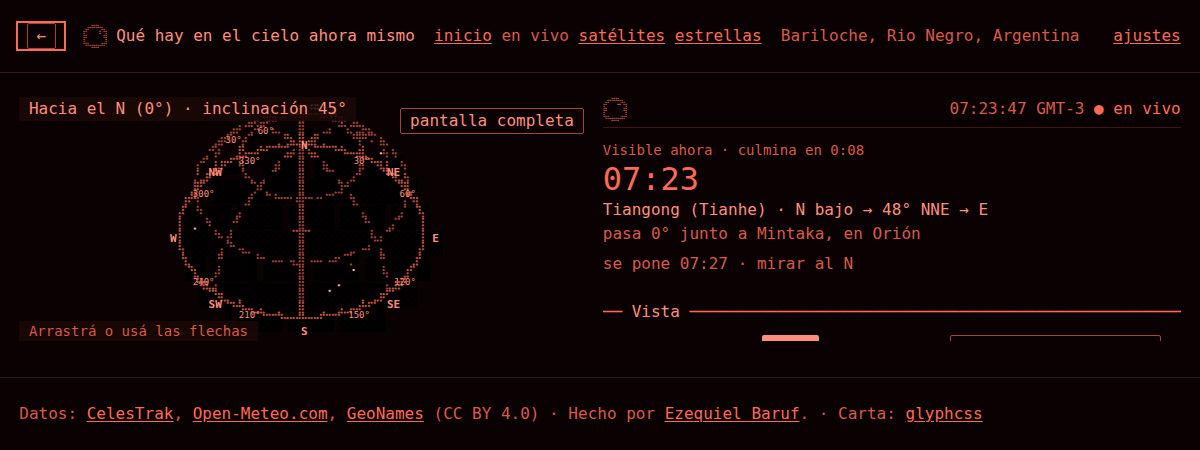 ← Qué hay en el cielo ahora mismo inicio en vivo satélites estrellas Bariloche, Rio Negro, Argentina ajustes
Hacia el N (0°) · inclinación 45°
pantalla completa
60°
30°
N
330°
30°
NW
NE
300°
60°
W
E
240°
120°
SW
SE
210°
150°
S
Arrastrá o usá las flechas
07:23:47 GMT-3 ● en vivo
Visible ahora · culmina en 0:08
07:23
Tiangong (Tianhe) · N bajo → 48° NNE → E
pasa 0° junto a Mintaka, en Orión
se pone 07:27 · mirar al N
Vista
Datos: CelesTrak, Open-Meteo.com, GeoNames (CC BY 4.0) · Hecho por Ezequiel Baruf. · Carta: glyphcss